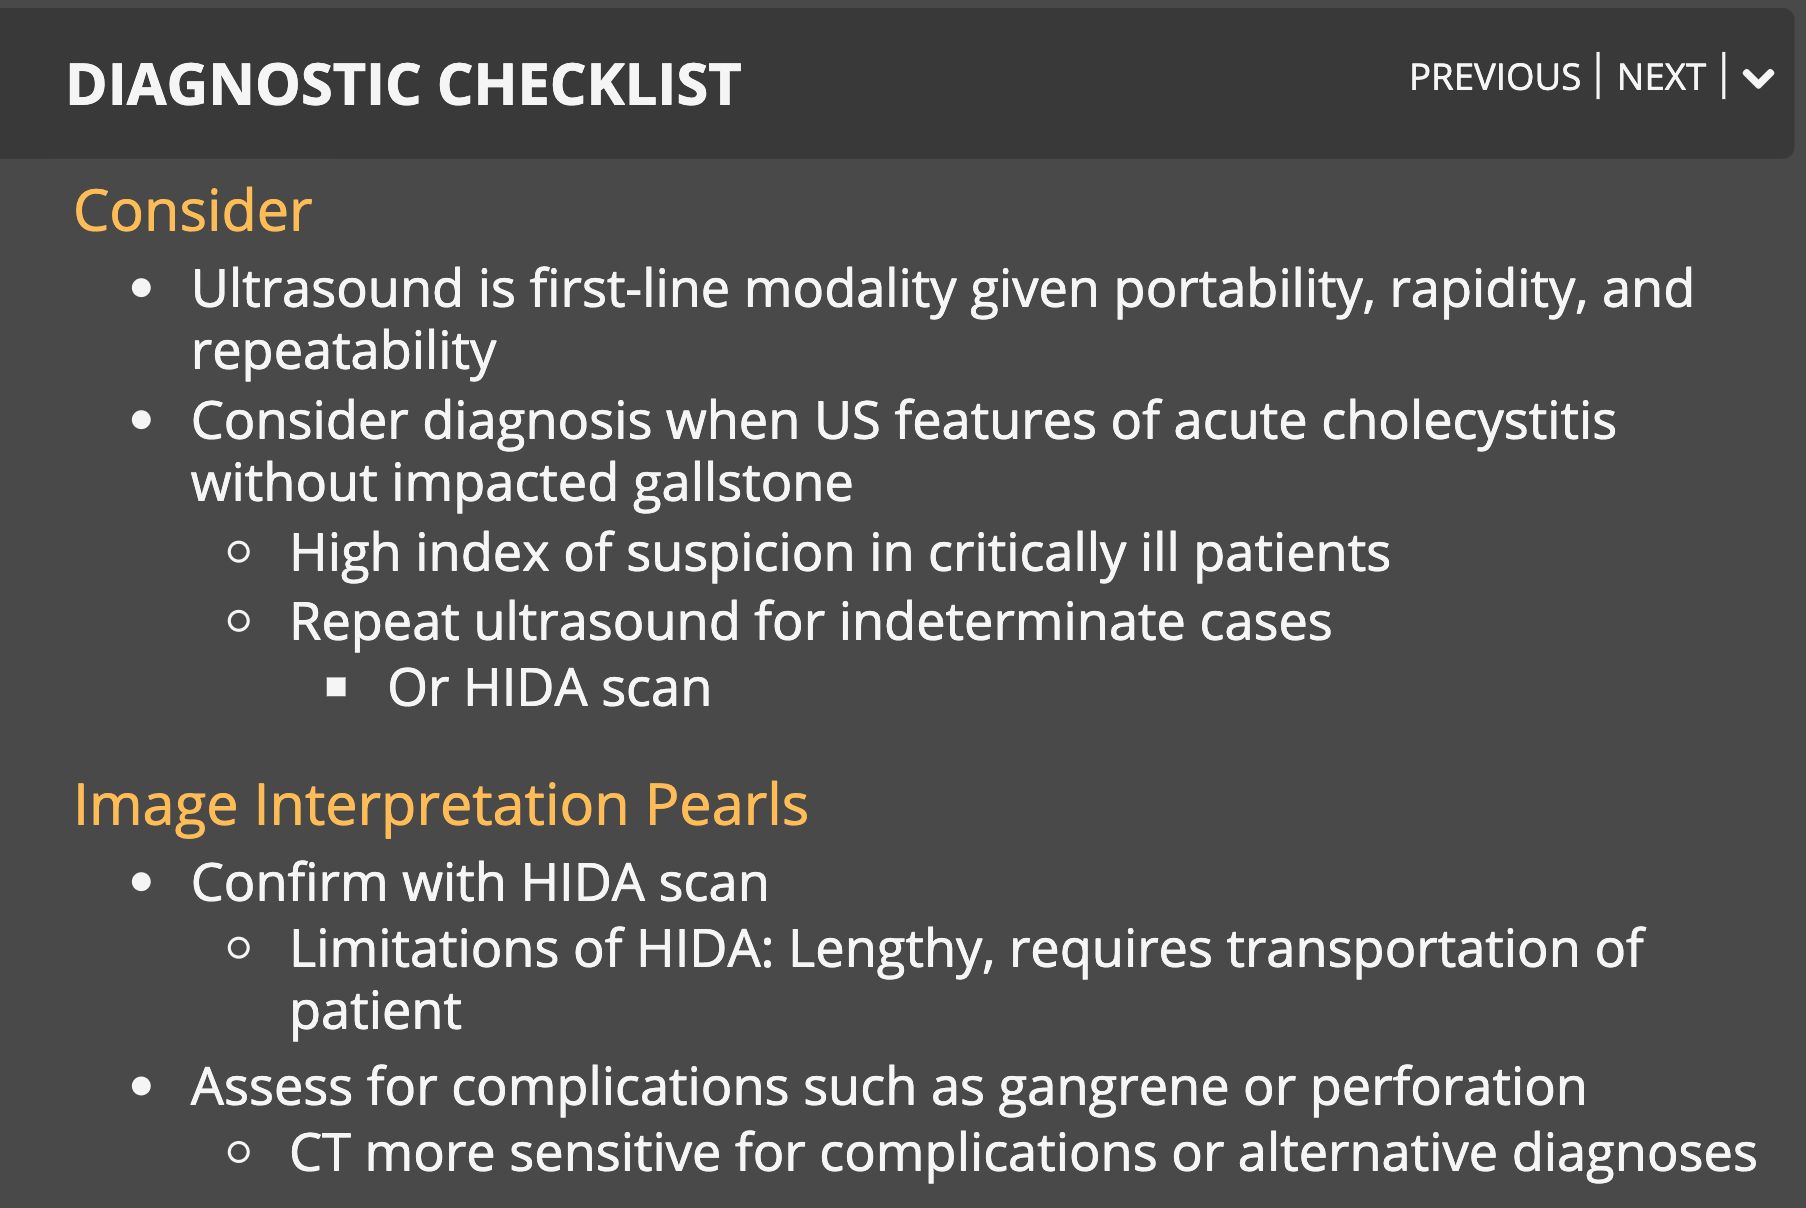 DIAGNOSTIC CHECKLIST
PREVIOUS | NEXT |
Consider
• Ultrasound is first-line modality given portability, rapidity, and
repeatability
• Consider diagnosis when US features of acute cholecystitis
without impacted gallstone
○ High index of suspicion in critically ill patients
○ Repeat ultrasound for indeterminate cases
▪ Or HIDA scan
Image Interpretation Pearls
• Confirm with HIDA scan
○ Limitations of HIDA: Lengthy, requires transportation of
patient
• Assess for complications such as gangrene or perforation
○ CT more sensitive for complications or alternative diagnoses